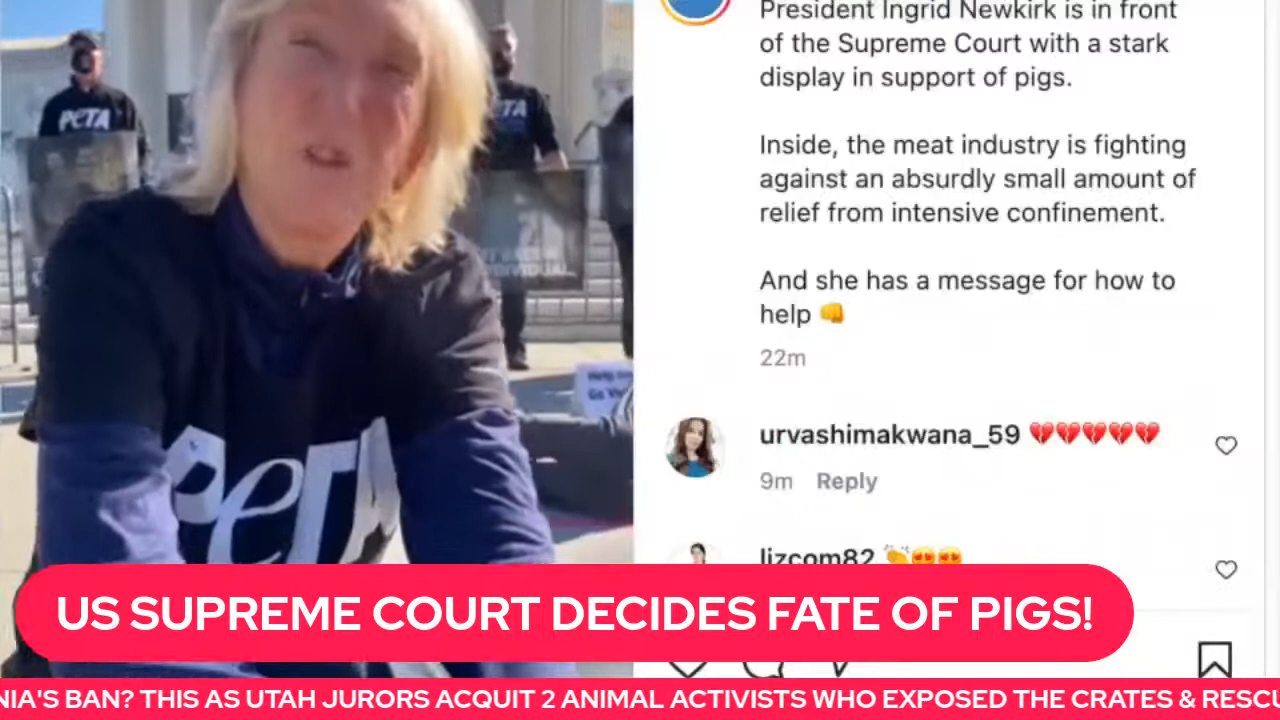 President Ingrid Newkirk is in front
of the Supreme Court with a stark
display in support of pigs.
Inside, the meat industry is fighting
against an absurdly small amount of
relief from intensive confinement.
And she has a message for how to
help 👊
22m
urvashimakwana_59 💔💔💔💔💔
9m Reply
lizcom82 👏😍😍
PETA
PETA
PETA
INDIVIDUAL
US SUPREME COURT DECIDES FATE OF PIGS!
NIA'S BAN? THIS AS UTAH JURORS ACQUIT 2 ANIMAL ACTIVISTS WHO EXPOSED THE CRATES & RESCU